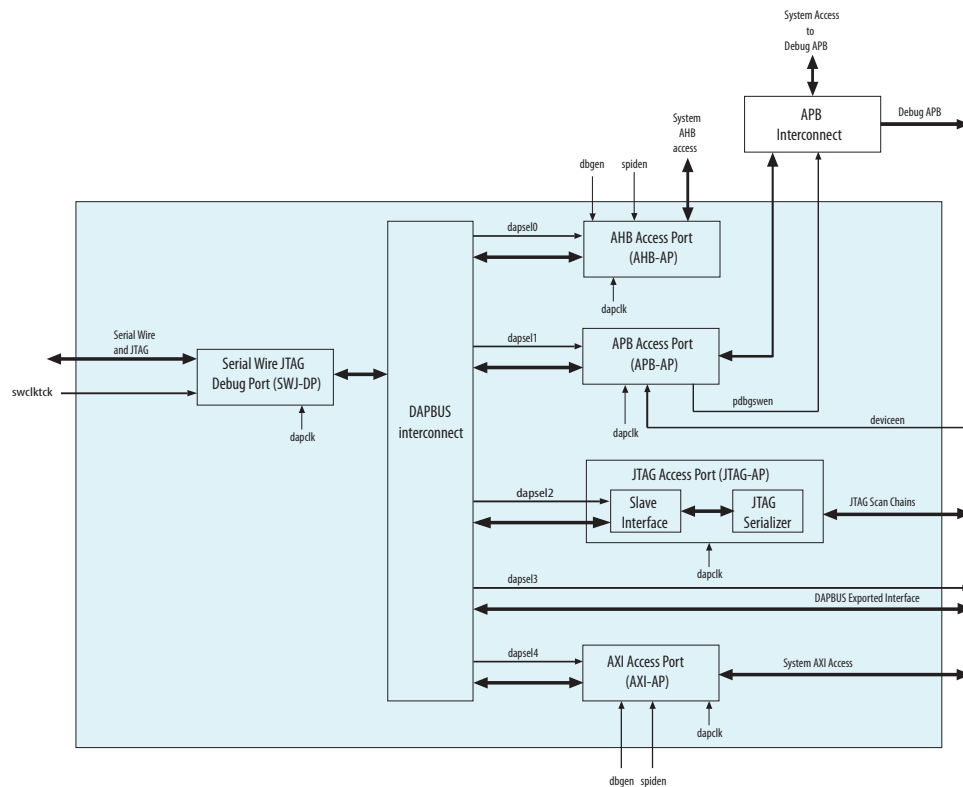 System Access
to
Debug APB
APB
Interconnect
Debug APB
System
AHB
access
dbgen
spiden
dapsel0
AHB Access Port
(AHB-AP)
dapclk
Serial Wire
and JTAG
Serial Wire JTAG
Debug Port (SWJ-DP)
swclktck
dapclk
DAPBUS
interconnect
dapsel1
APB Access Port
(APB-AP)
dapclk
pdbgswen
deviceen
JTAG Access Port (JTAG-AP)
dapsel2
Slave
Interface
JTAG
Serializer
JTAG Scan Chains
dapclk
dapsel3
DAPBUS Exported Interface
dapsel4
AXI Access Port
(AXI-AP)
System AXI Access
dapclk
dbgen
spiden